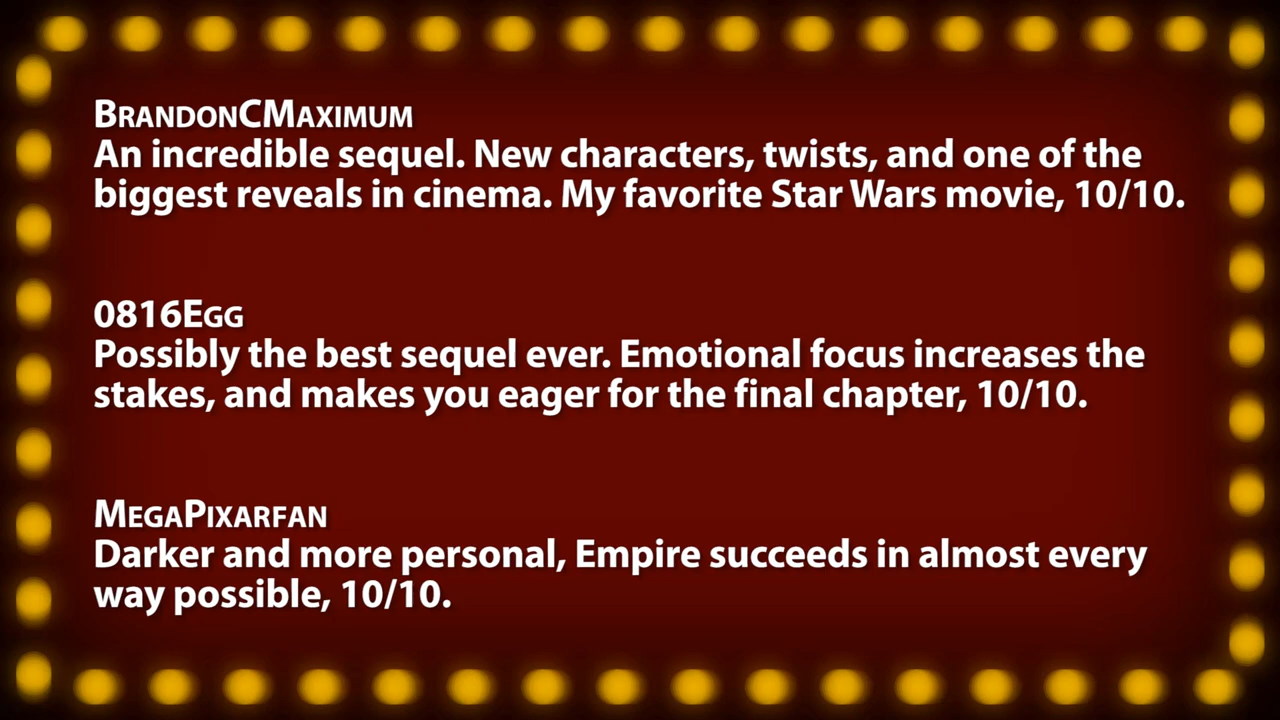 BrandonCMaximum
An incredible sequel. New characters, twists, and one of the
biggest reveals in cinema. My favorite Star Wars movie, 10/10.
0816Egg
Possibly the best sequel ever. Emotional focus increases the
stakes, and makes you eager for the final chapter, 10/10.
MegaPixarfan
Darker and more personal, Empire succeeds in almost every
way possible, 10/10.